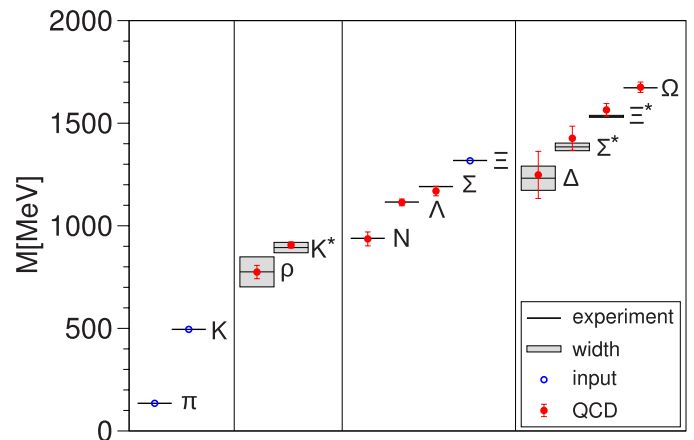 2000
1500
1000
500
0
M[MeV]
π
K
ρ
K*
N
Λ
Σ
Ξ
Δ
Σ*
Ξ*
Ω
experiment
width
input
QCD